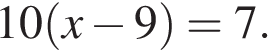 10(x − 9) = 7.